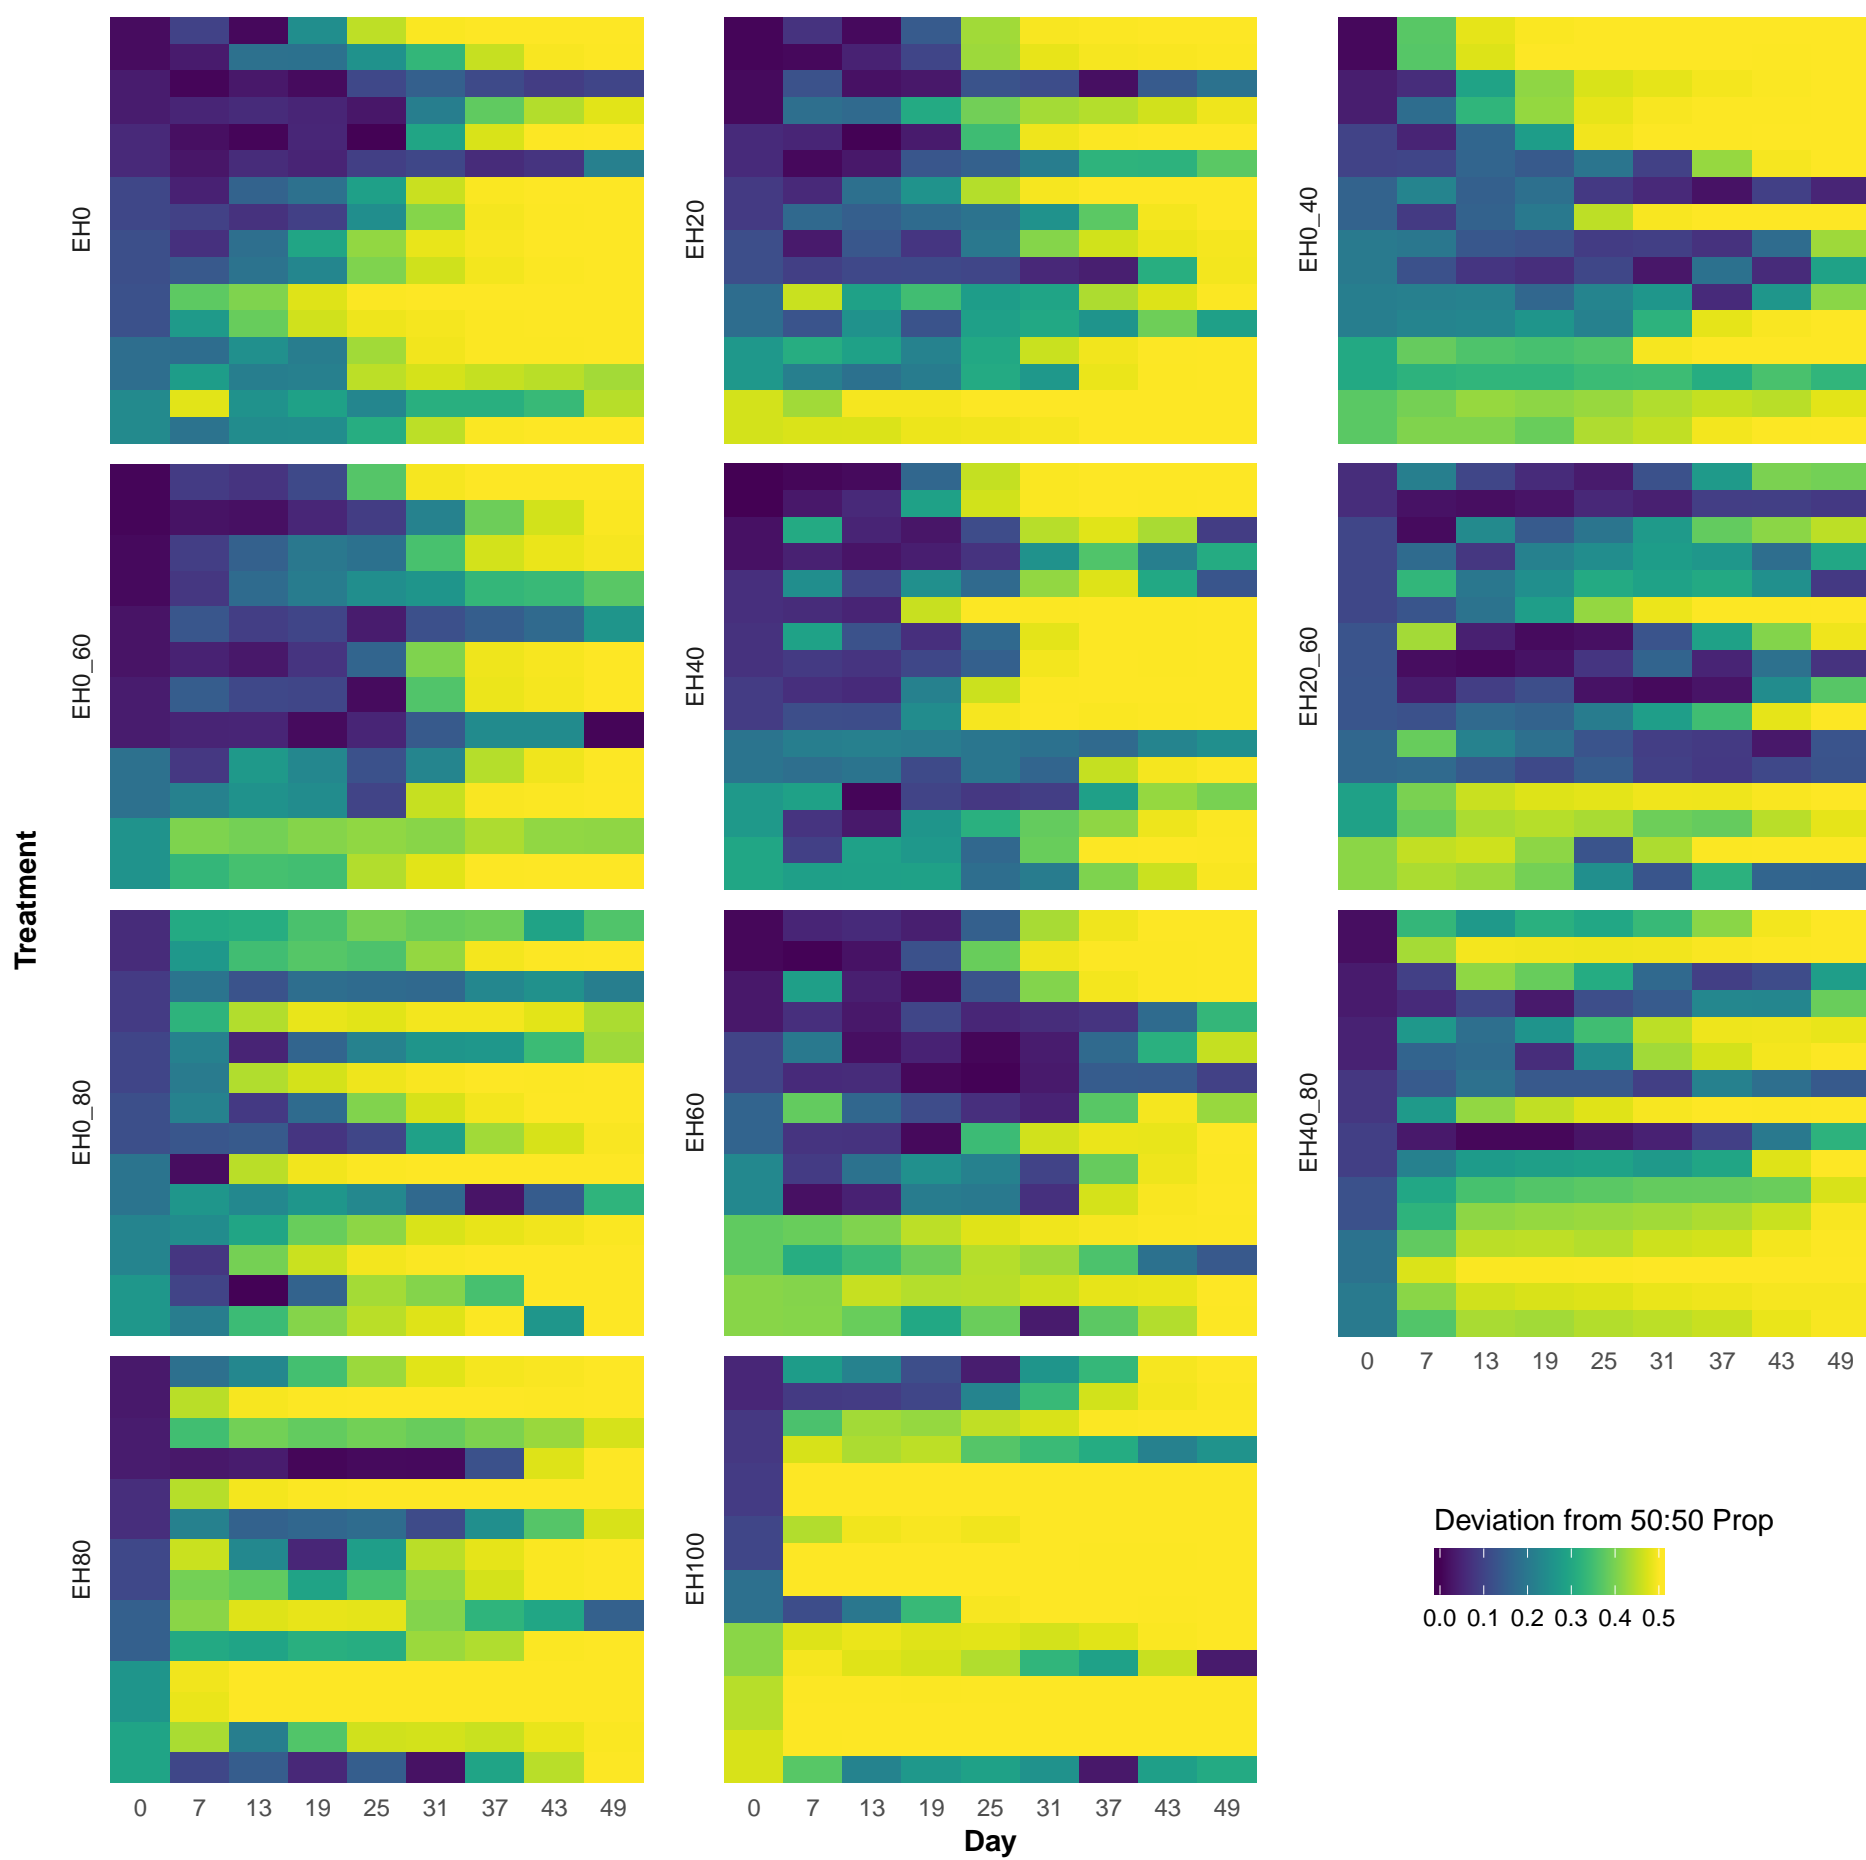 EH0
EH20
EH0_40
EH0_60
EH40
EH20_60
Treatment
EH0_80
EH60
EH40_80
0 7 13 19 25 31 37 43 49
EH80
EH100
Deviation from 50:50 Prop
0.0 0.1 0.2 0.3 0.4 0.5
0 7 13 19 25 31 37 43 49
0 7 13 19 25 31 37 43 49
Day